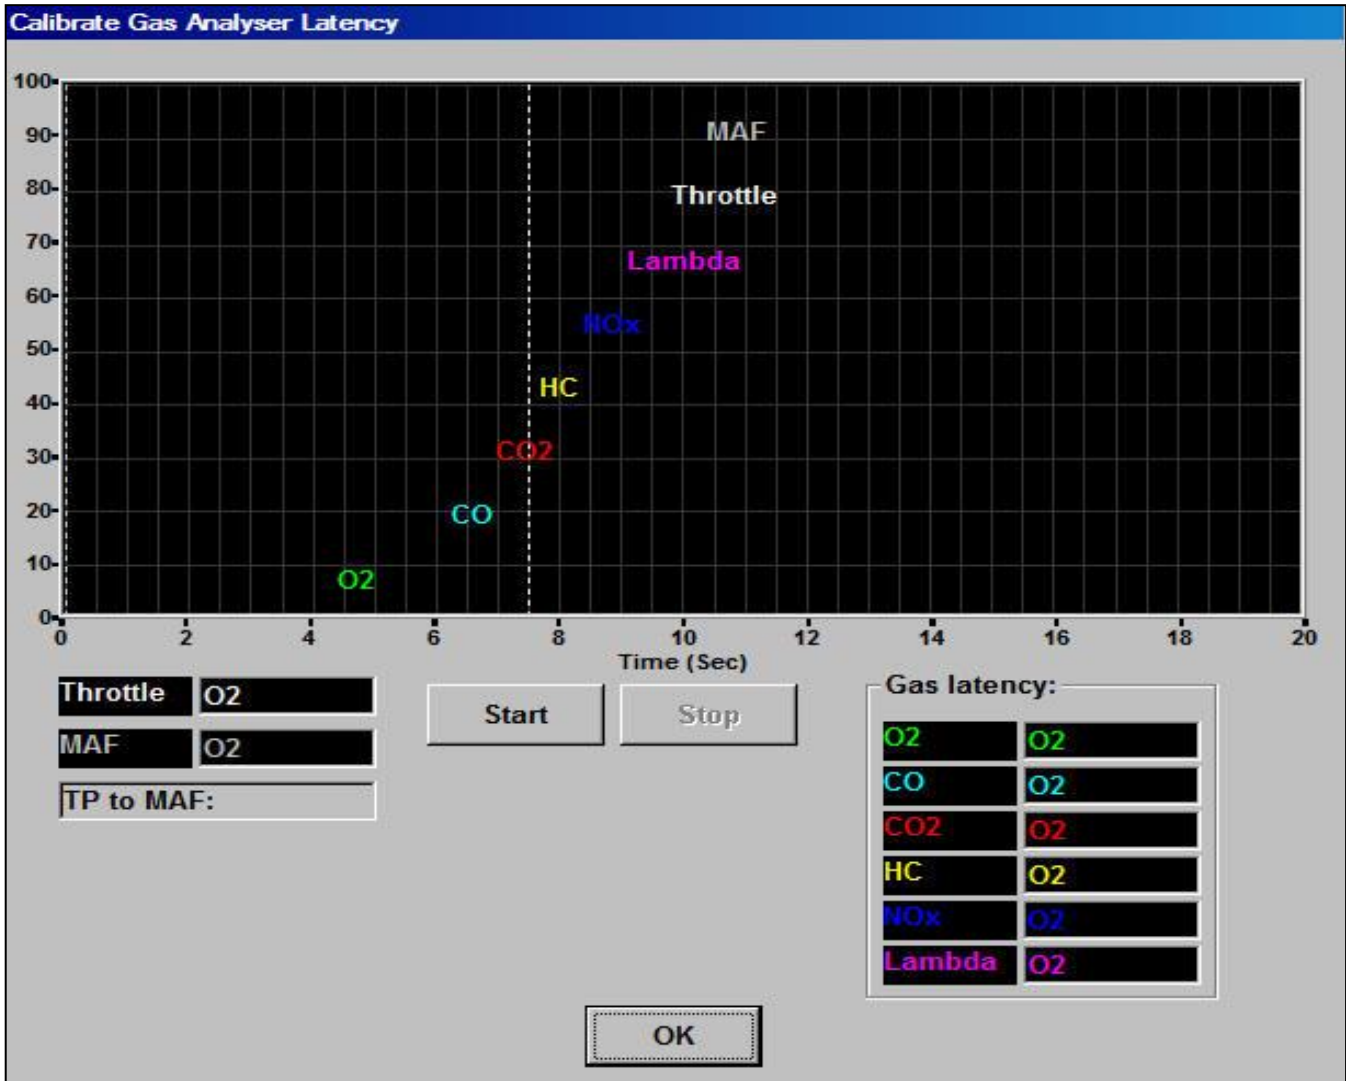 Calibrate Gas Analyser Latency
100
90
80
70
60
50
40
30
20
10
0
MAF
Throttle
Lambda
NOx
HC
CO2
CO
O2
0 2 4 6 8 10 12 14 16 18 20
Time (Sec)
Throttle O2
MAF O2
TP to MAF:
Start Stop
Gas latency:
O2 O2
CO O2
CO2 O2
HC O2
NOx O2
Lambda O2
OK